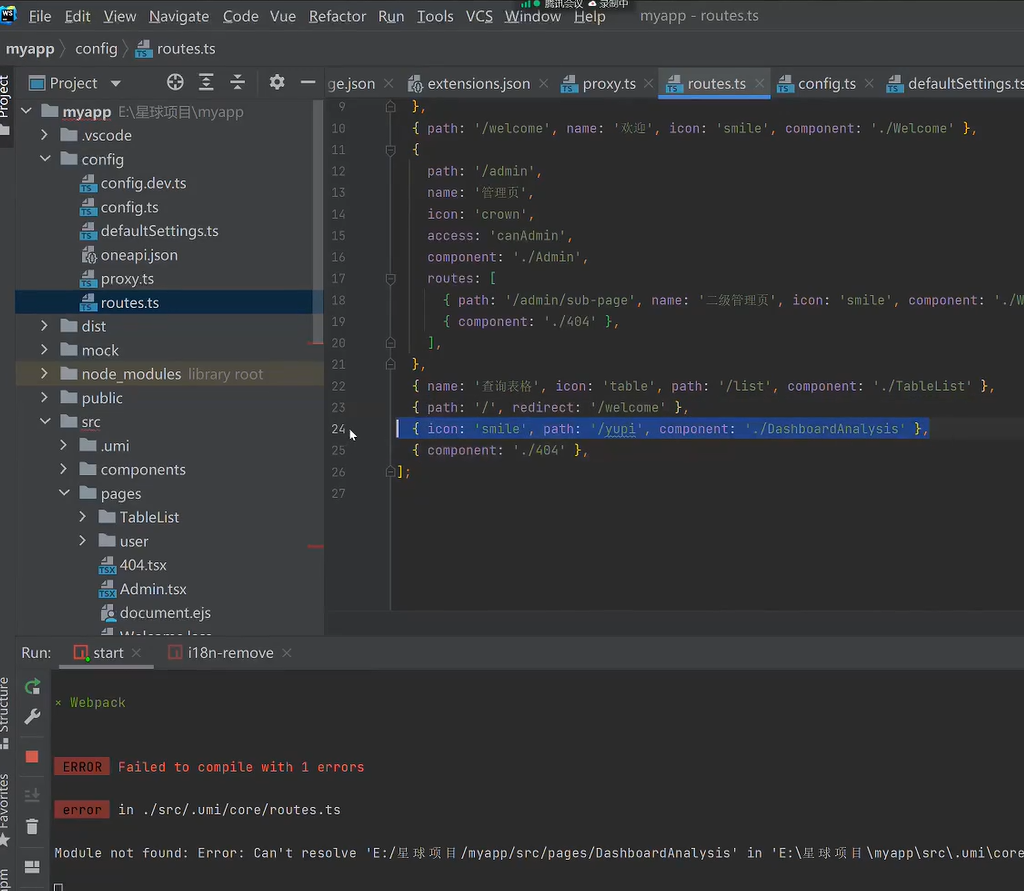 WS File Edit View Navigate Code Vue Refactor Run Tools VCS Window Help myapp - routes.ts
腾讯会议 录制中
myapp config routes.ts
Project
Project
ge.json extensions.json proxy.ts routes.ts config.ts defaultSettings.ts
myapp E:\星球项目\myapp
.vscode
config
config.dev.ts
config.ts
defaultSettings.ts
oneapi.json
proxy.ts
routes.ts
dist
mock
node_modules library root
public
src
.umi
components
pages
TableList
user
404.tsx
Admin.tsx
document.ejs
9 },
10 { path: '/welcome', name: '欢迎', icon: 'smile', component: './Welcome' },
11 {
12 path: '/admin',
13 name: '管理页',
14 icon: 'crown',
15 access: 'canAdmin',
16 component: './Admin',
17 routes: [
18 { path: '/admin/sub-page', name: '二级管理页', icon: 'smile', component: './W
19 { component: './404' },
20 ],
21 },
22 { name: '查询表格', icon: 'table', path: '/list', component: './TableList' },
23 { path: '/', redirect: '/welcome' },
24 { icon: 'smile', path: '/yupi', component: './DashboardAnalysis' },
25 { component: './404' },
26 ];
27
Run: start i18n-remove
Structure
Favorites
× Webpack
ERROR Failed to compile with 1 errors
error in ./src/.umi/core/routes.ts
Module not found: Error: Can't resolve 'E:/星球项目/myapp/src/pages/DashboardAnalysis' in 'E:\星球项目\myapp\src\.umi\core